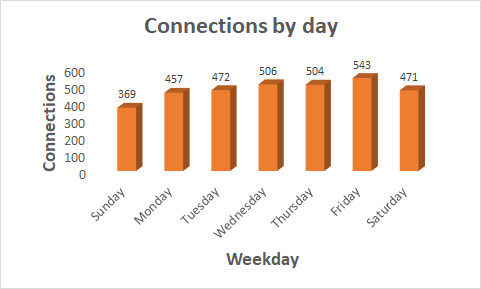 Connections by day
Connections
600
500
400
300
200
100
0
369
457
472
506
504
543
471
Sunday
Monday
Tuesday
Wednesday
Thursday
Friday
Saturday
Weekday